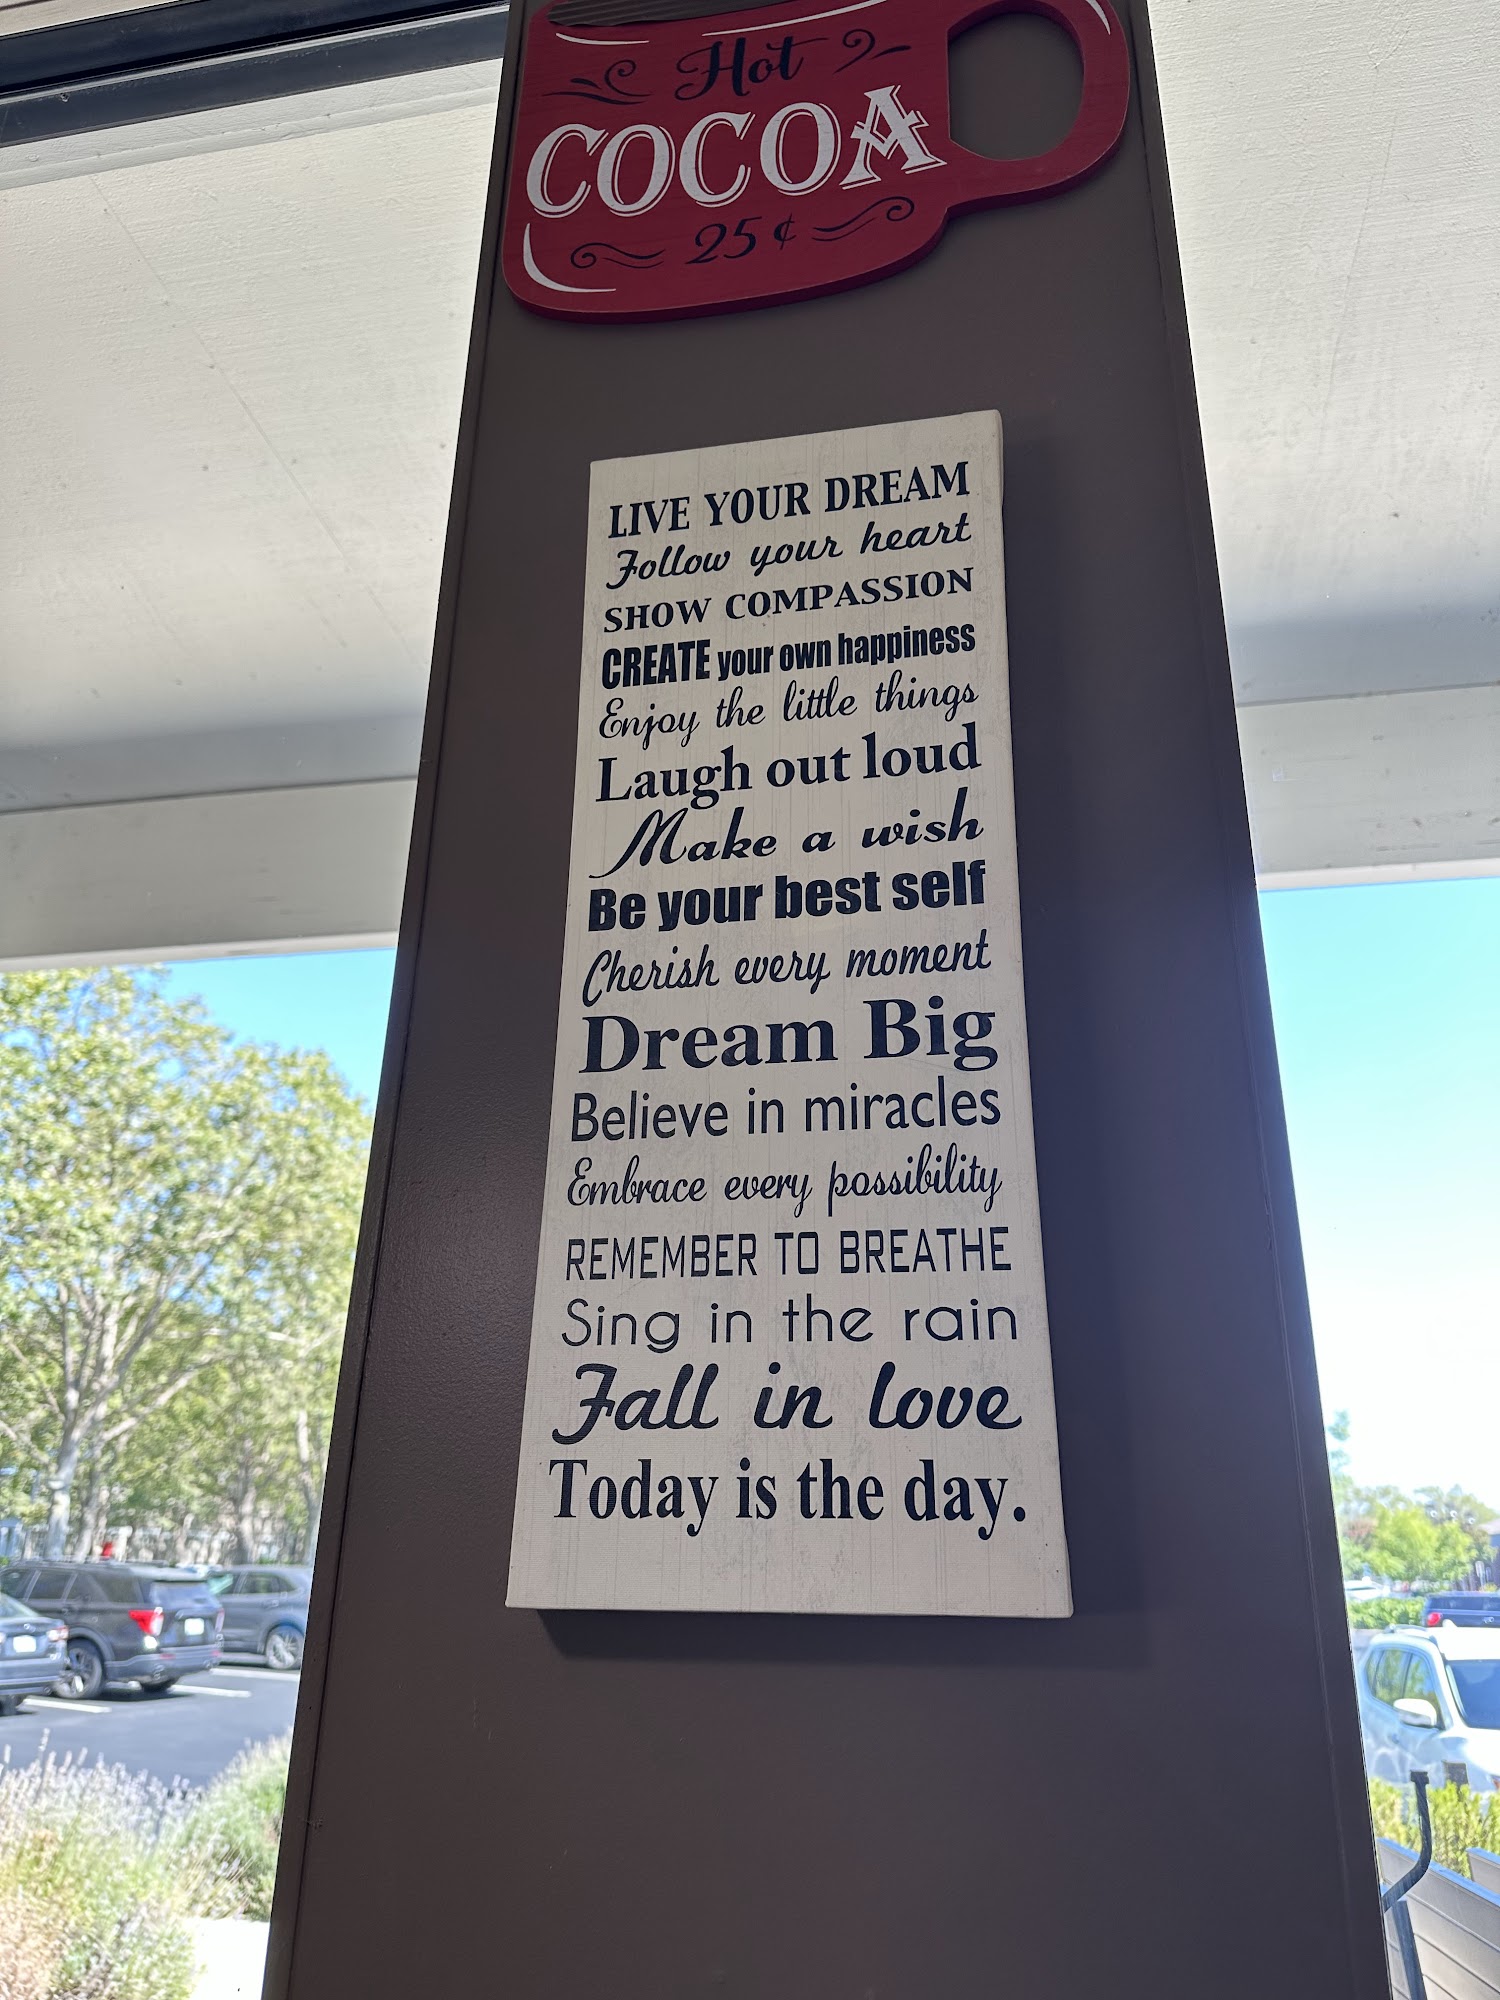 Hot
COCOA
25¢
LIVE YOUR DREAM
Follow your heart
SHOW COMPASSION
CREATE your own happiness
Enjoy the little things
Laugh out loud
Make a wish
Be your best self
Cherish every moment
Dream Big
Believe in miracles
Embrace every possibility
REMEMBER TO BREATHE
Sing in the rain
Fall in love
Today is the day.